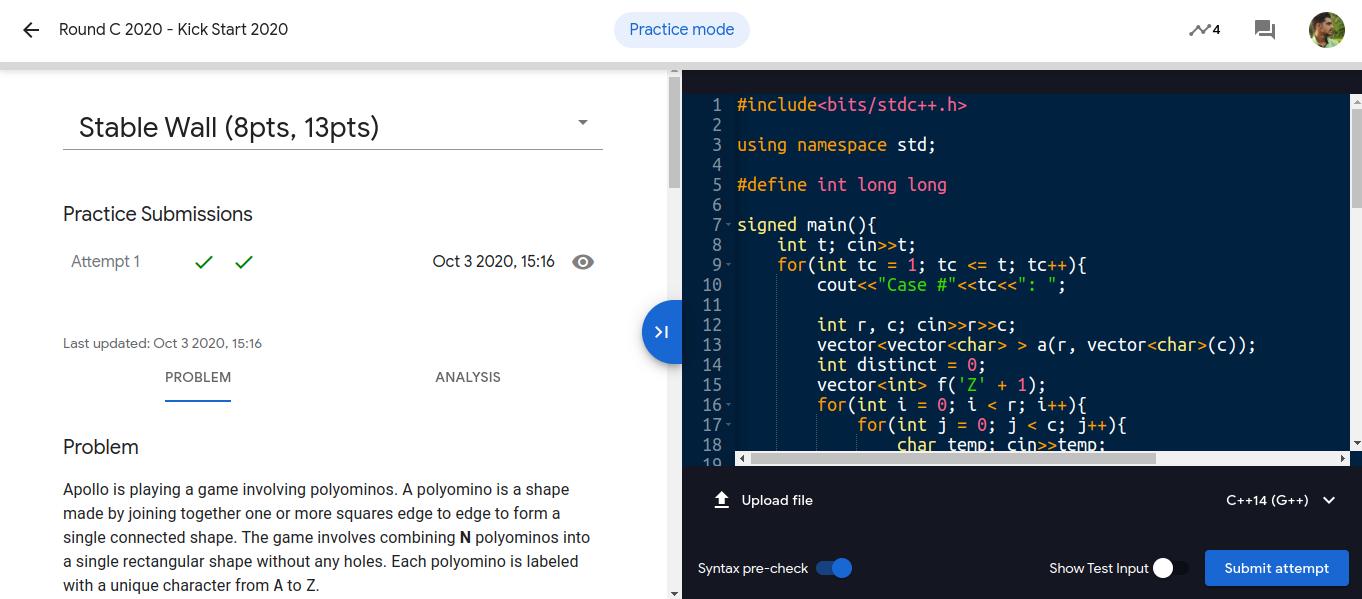 Round C 2020 - Kick Start 2020
Practice mode
4
Stable Wall (8pts, 13pts)
Practice Submissions
Attempt 1
Oct 3 2020, 15:16
Last updated: Oct 3 2020, 15:16
PROBLEM
ANALYSIS
Problem
Apollo is playing a game involving polyominos. A polyomino is a shape
made by joining together one or more squares edge to edge to form a
single connected shape. The game involves combining N polyominos into
a single rectangular shape without any holes. Each polyomino is labeled
with a unique character from A to Z.
1 #include<bits/stdc++.h>
2
3 using namespace std;
4
5 #define int long long
6
7 signed main(){
8 int t; cin>>t;
9 for(int tc = 1; tc <= t; tc++){
10 cout<<"Case #"<<tc<<": ";
11
12 int r, c; cin>>r>>c;
13 vector<vector<char> > a(r, vector<char>(c));
14 int distinct = 0;
15 vector<int> f('Z' + 1);
16 for(int i = 0; i < r; i++){
17 for(int j = 0; j < c; j++){
18 char temp; cin>>temp;
19
Upload file
C++14 (G++)
Syntax pre-check
Show Test Input
Submit attempt